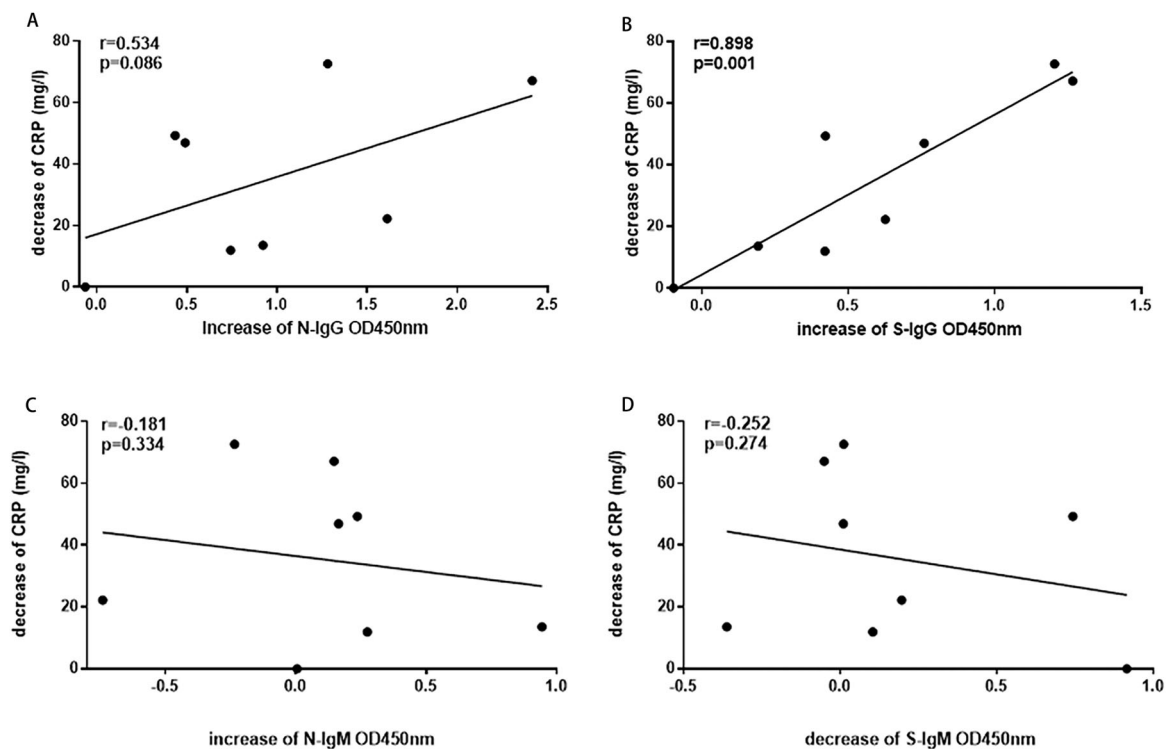 A
r=0.534
p=0.086
decrease of CRP (mg/l)
80
60
40
20
0
0.0 0.5 1.0 1.5 2.0 2.5
Increase of N-IgG OD450nm
B
r=0.898
p=0.001
decrease of CRP (mg/l)
80
60
40
20
0
0.0 0.5 1.0 1.5
increase of S-IgG OD450nm
C
r=-0.181
p=0.334
decrease of CRP (mg/l)
80
60
40
20
0
-0.5 0.0 0.5 1.0
increase of N-IgM OD450nm
D
r=-0.252
p=0.274
decrease of CRP (mg/l)
80
60
40
20
0
-0.5 0.0 0.5 1.0
decrease of S-IgM OD450nm